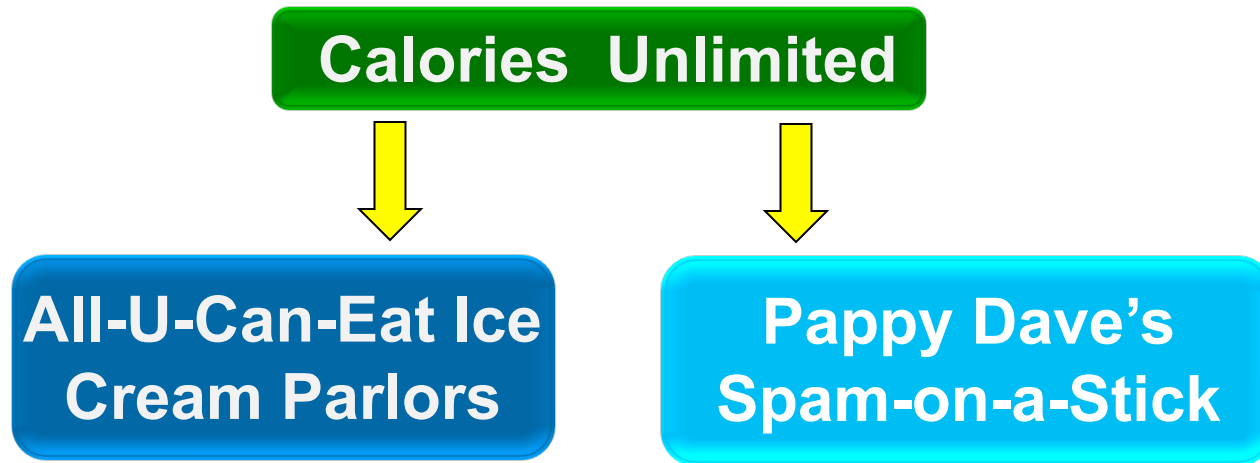 Calories Unlimited
All-U-Can-Eat Ice
Cream Parlors
Pappy Dave’s
Spam-on-a-Stick